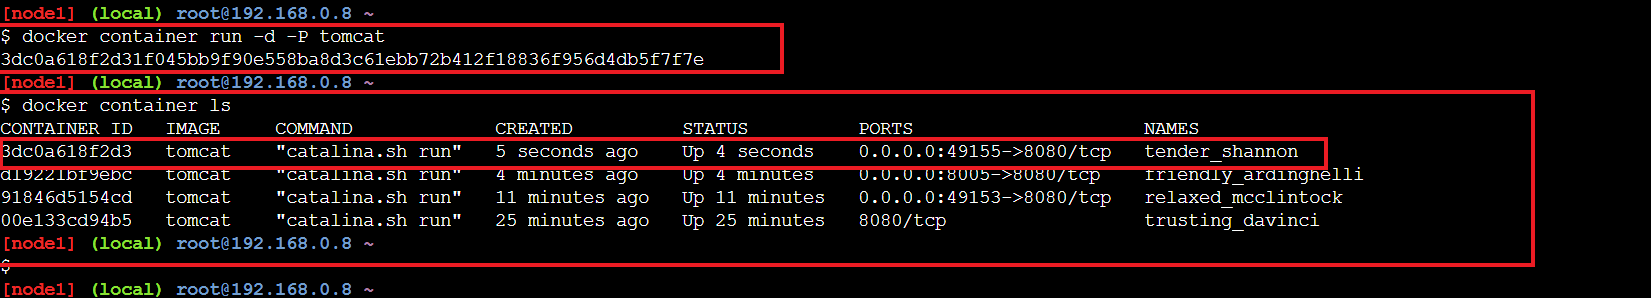 [node1] (local) root@192.168.0.8 ~
$ docker container run -d -P tomcat
3dc0a618f2d31f045bb9f90e558ba8d3c61ebb72b412f18836f956d4db5f7f7e
[node1] (local) root@192.168.0.8 ~
$ docker container ls
CONTAINER ID IMAGE COMMAND CREATED STATUS PORTS NAMES
3dc0a618f2d3 tomcat "catalina.sh run" 5 seconds ago Up 4 seconds 0.0.0.0:49155->8080/tcp tender_shannon
d19221bf9ebc tomcat "catalina.sh run" 4 minutes ago Up 4 minutes 0.0.0.0:8005->8080/tcp friendly_ardinghelli
91846d5154cd tomcat "catalina.sh run" 11 minutes ago Up 11 minutes 0.0.0.0:49153->8080/tcp relaxed_mcclintock
00e133cd94b5 tomcat "catalina.sh run" 25 minutes ago Up 25 minutes 8080/tcp trusting_davinci
[node1] (local) root@192.168.0.8 ~
$
[node1] (local) root@192.168.0.8 ~